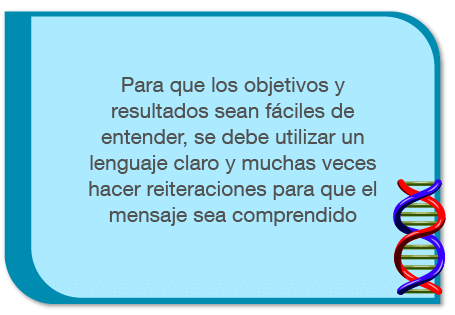 Para que los objetivos y
resultados sean fáciles de
entender, se debe utilizar un
lenguaje claro y muchas veces
hacer reiteraciones para que el
mensaje sea comprendido